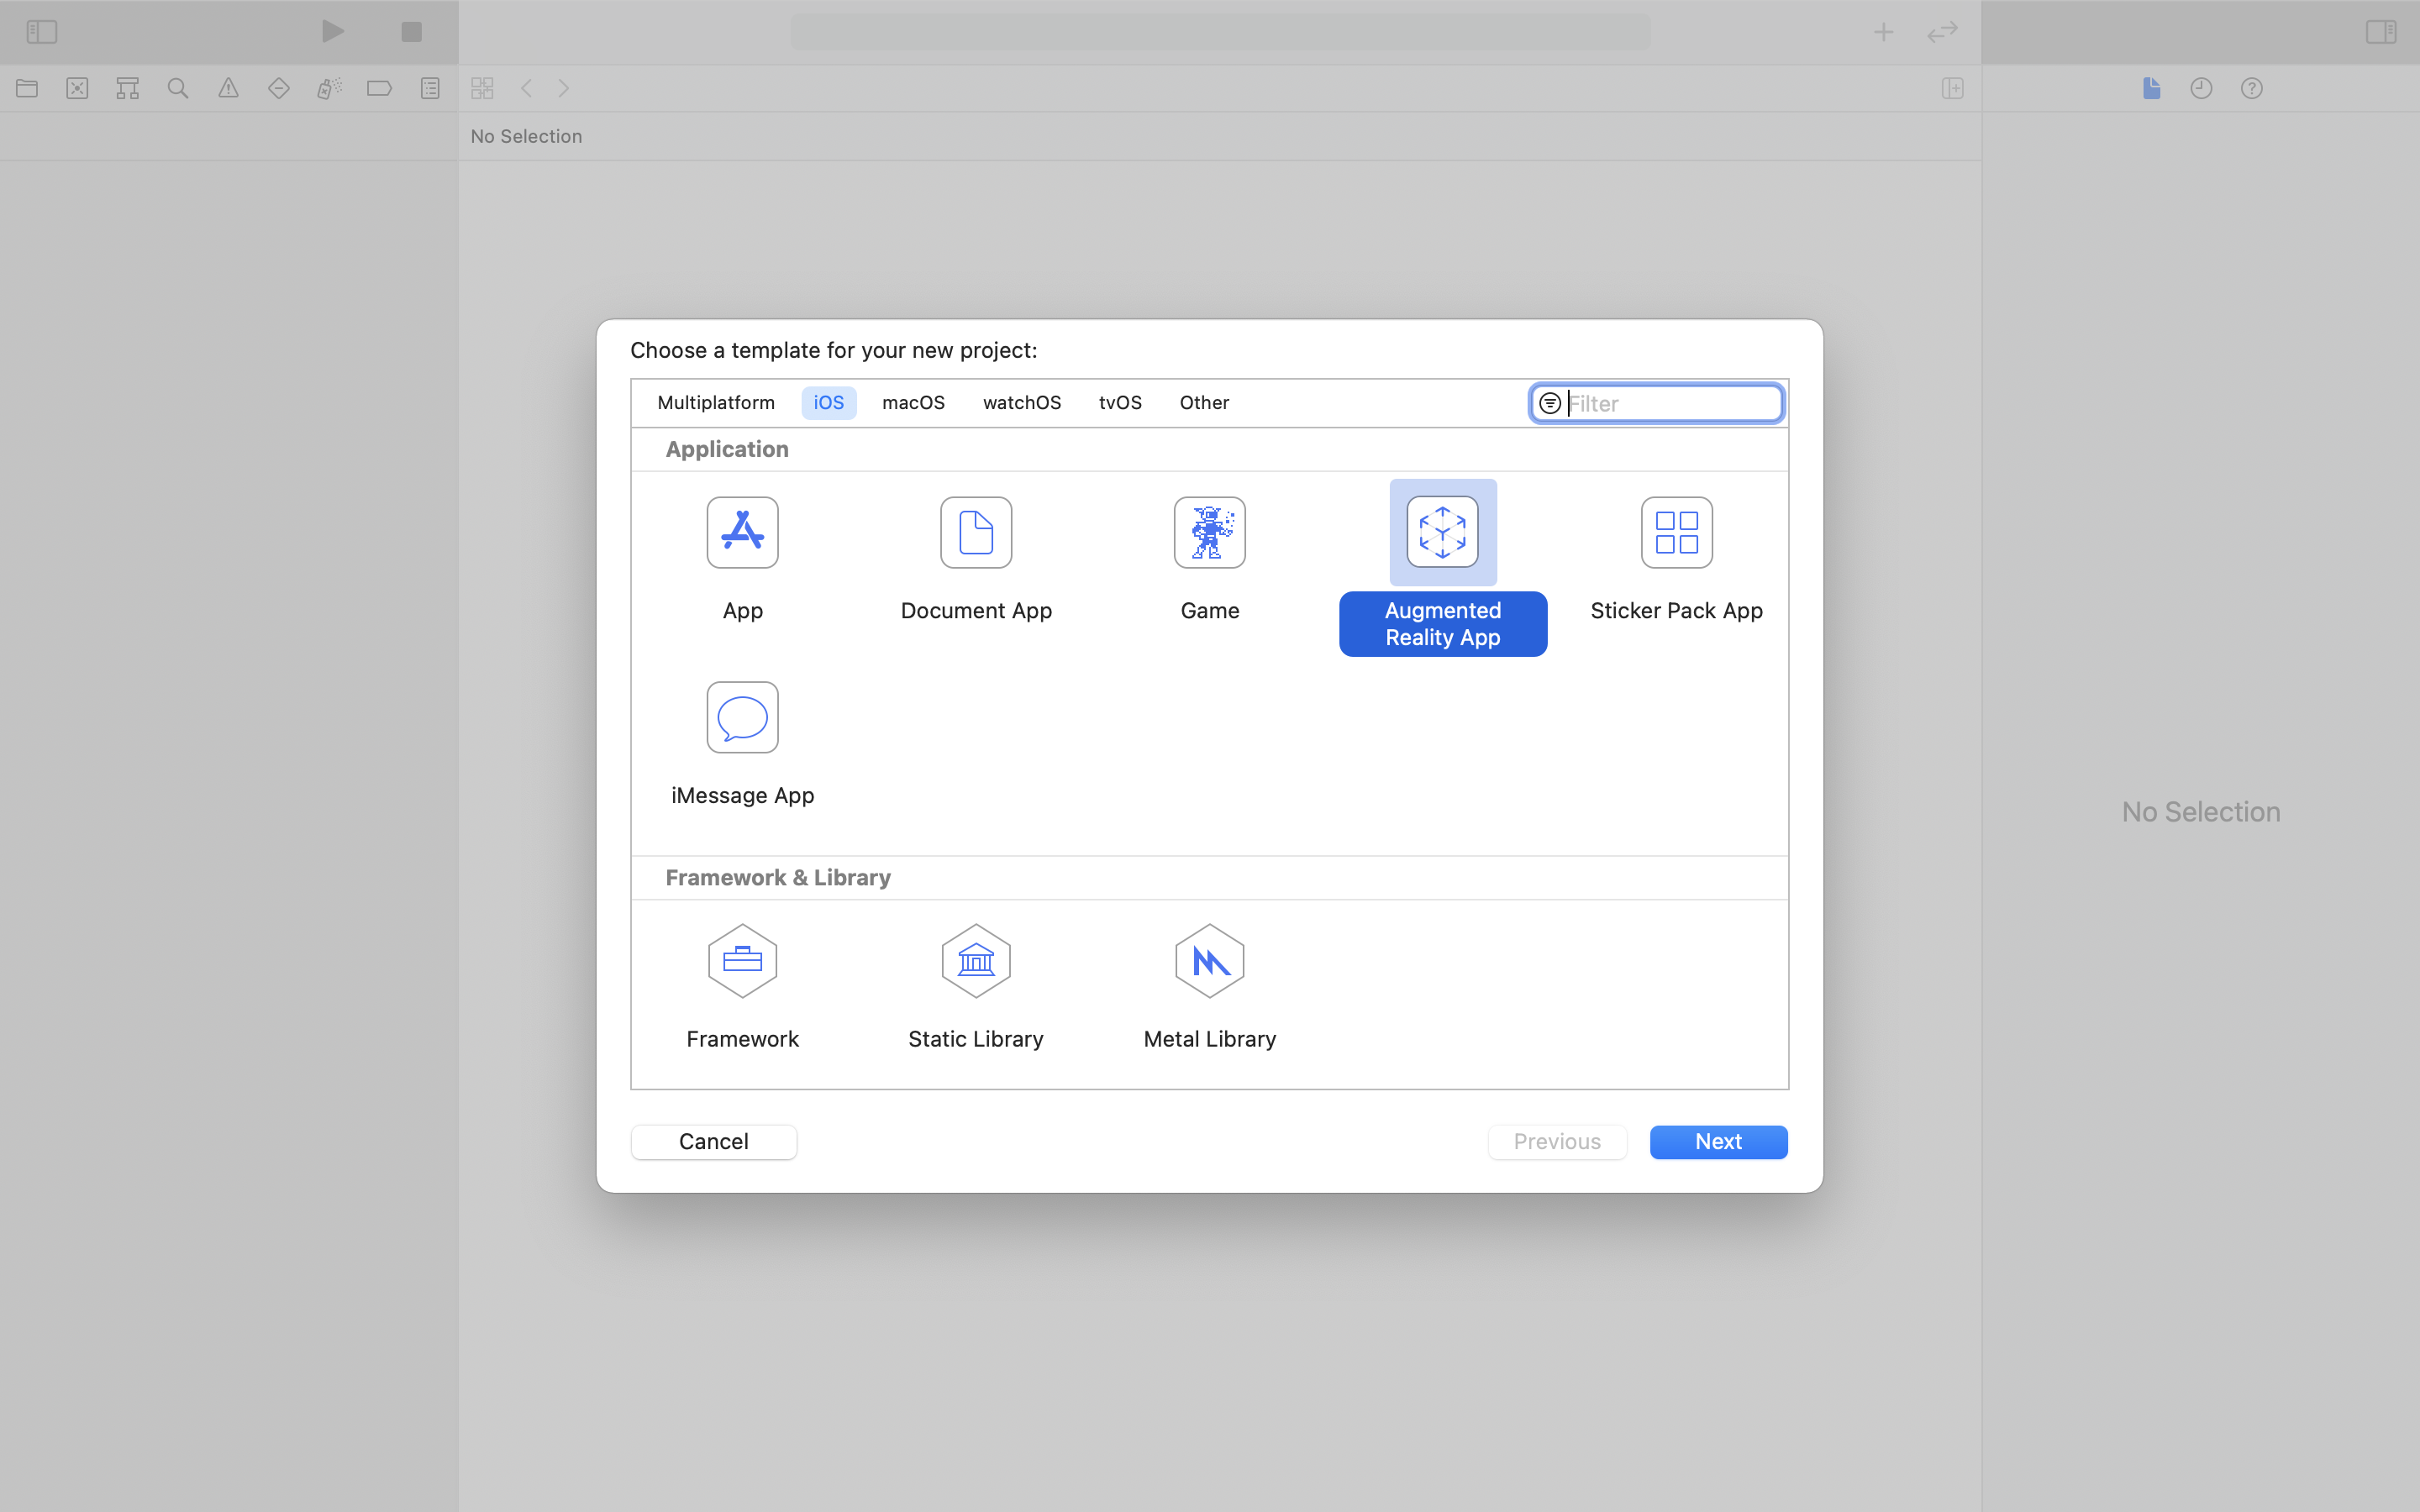 No Selection
Choose a template for your new project:
Multiplatform iOS macOS watchOS tvOS Other Filter
Application
App Document App Game Augmented Reality App Sticker Pack App
iMessage App
Framework & Library
Framework Static Library Metal Library
Cancel Previous Next
No Selection